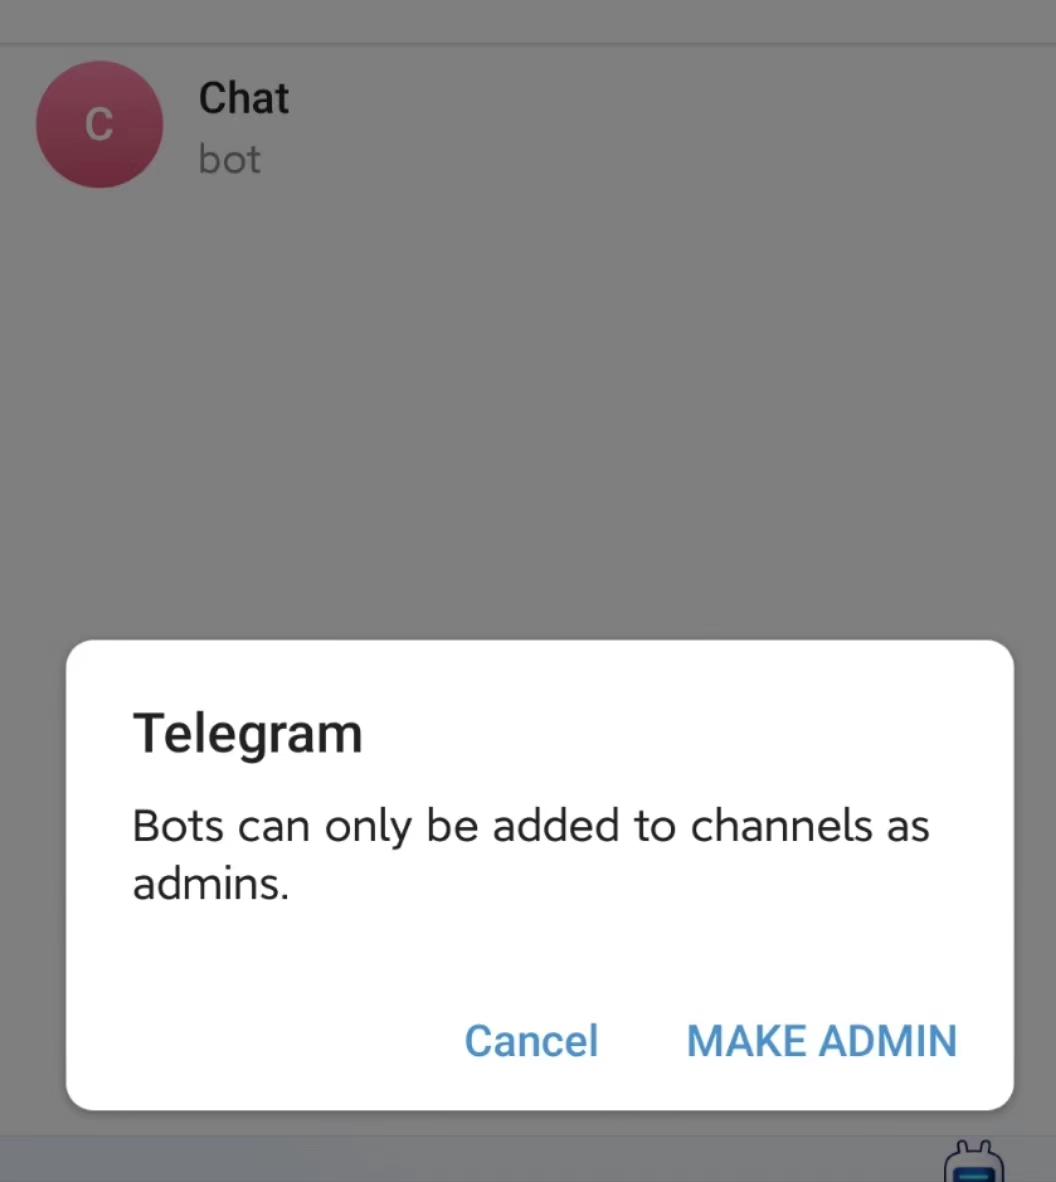 C
Chat
bot
Telegram
Bots can only be added to channels as
admins.
Cancel MAKE ADMIN